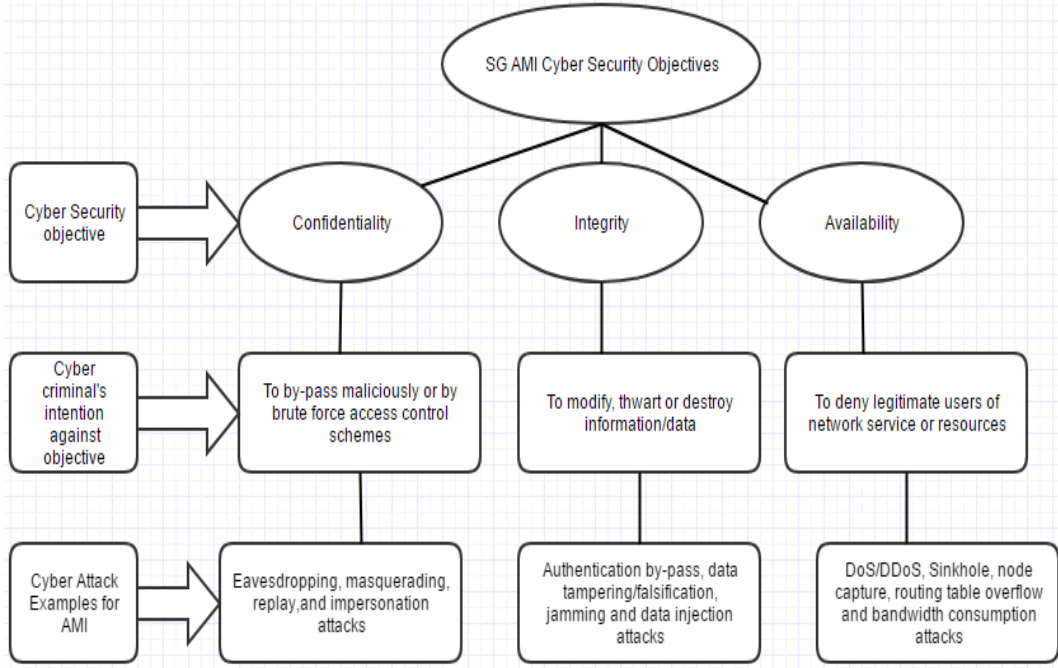 SG AMI Cyber Security Objectives
Cyber Security
objective
Confidentiality
Integrity
Availability
Cyber
criminal's
intention
against
objective
To by-pass maliciously or by
brute force access control
schemes
To modify, thwart or destroy
information/data
To deny legitimate users of
network service or resources
Cyber Attack
Examples for
AMI
Eavesdropping, masquerading,
replay,and impersonation
attacks
Authentication by-pass, data
tampering/falsification,
jamming and data injection
attacks
DoS/DDoS, Sinkhole, node
capture, routing table overflow
and bandwidth consumption
attacks